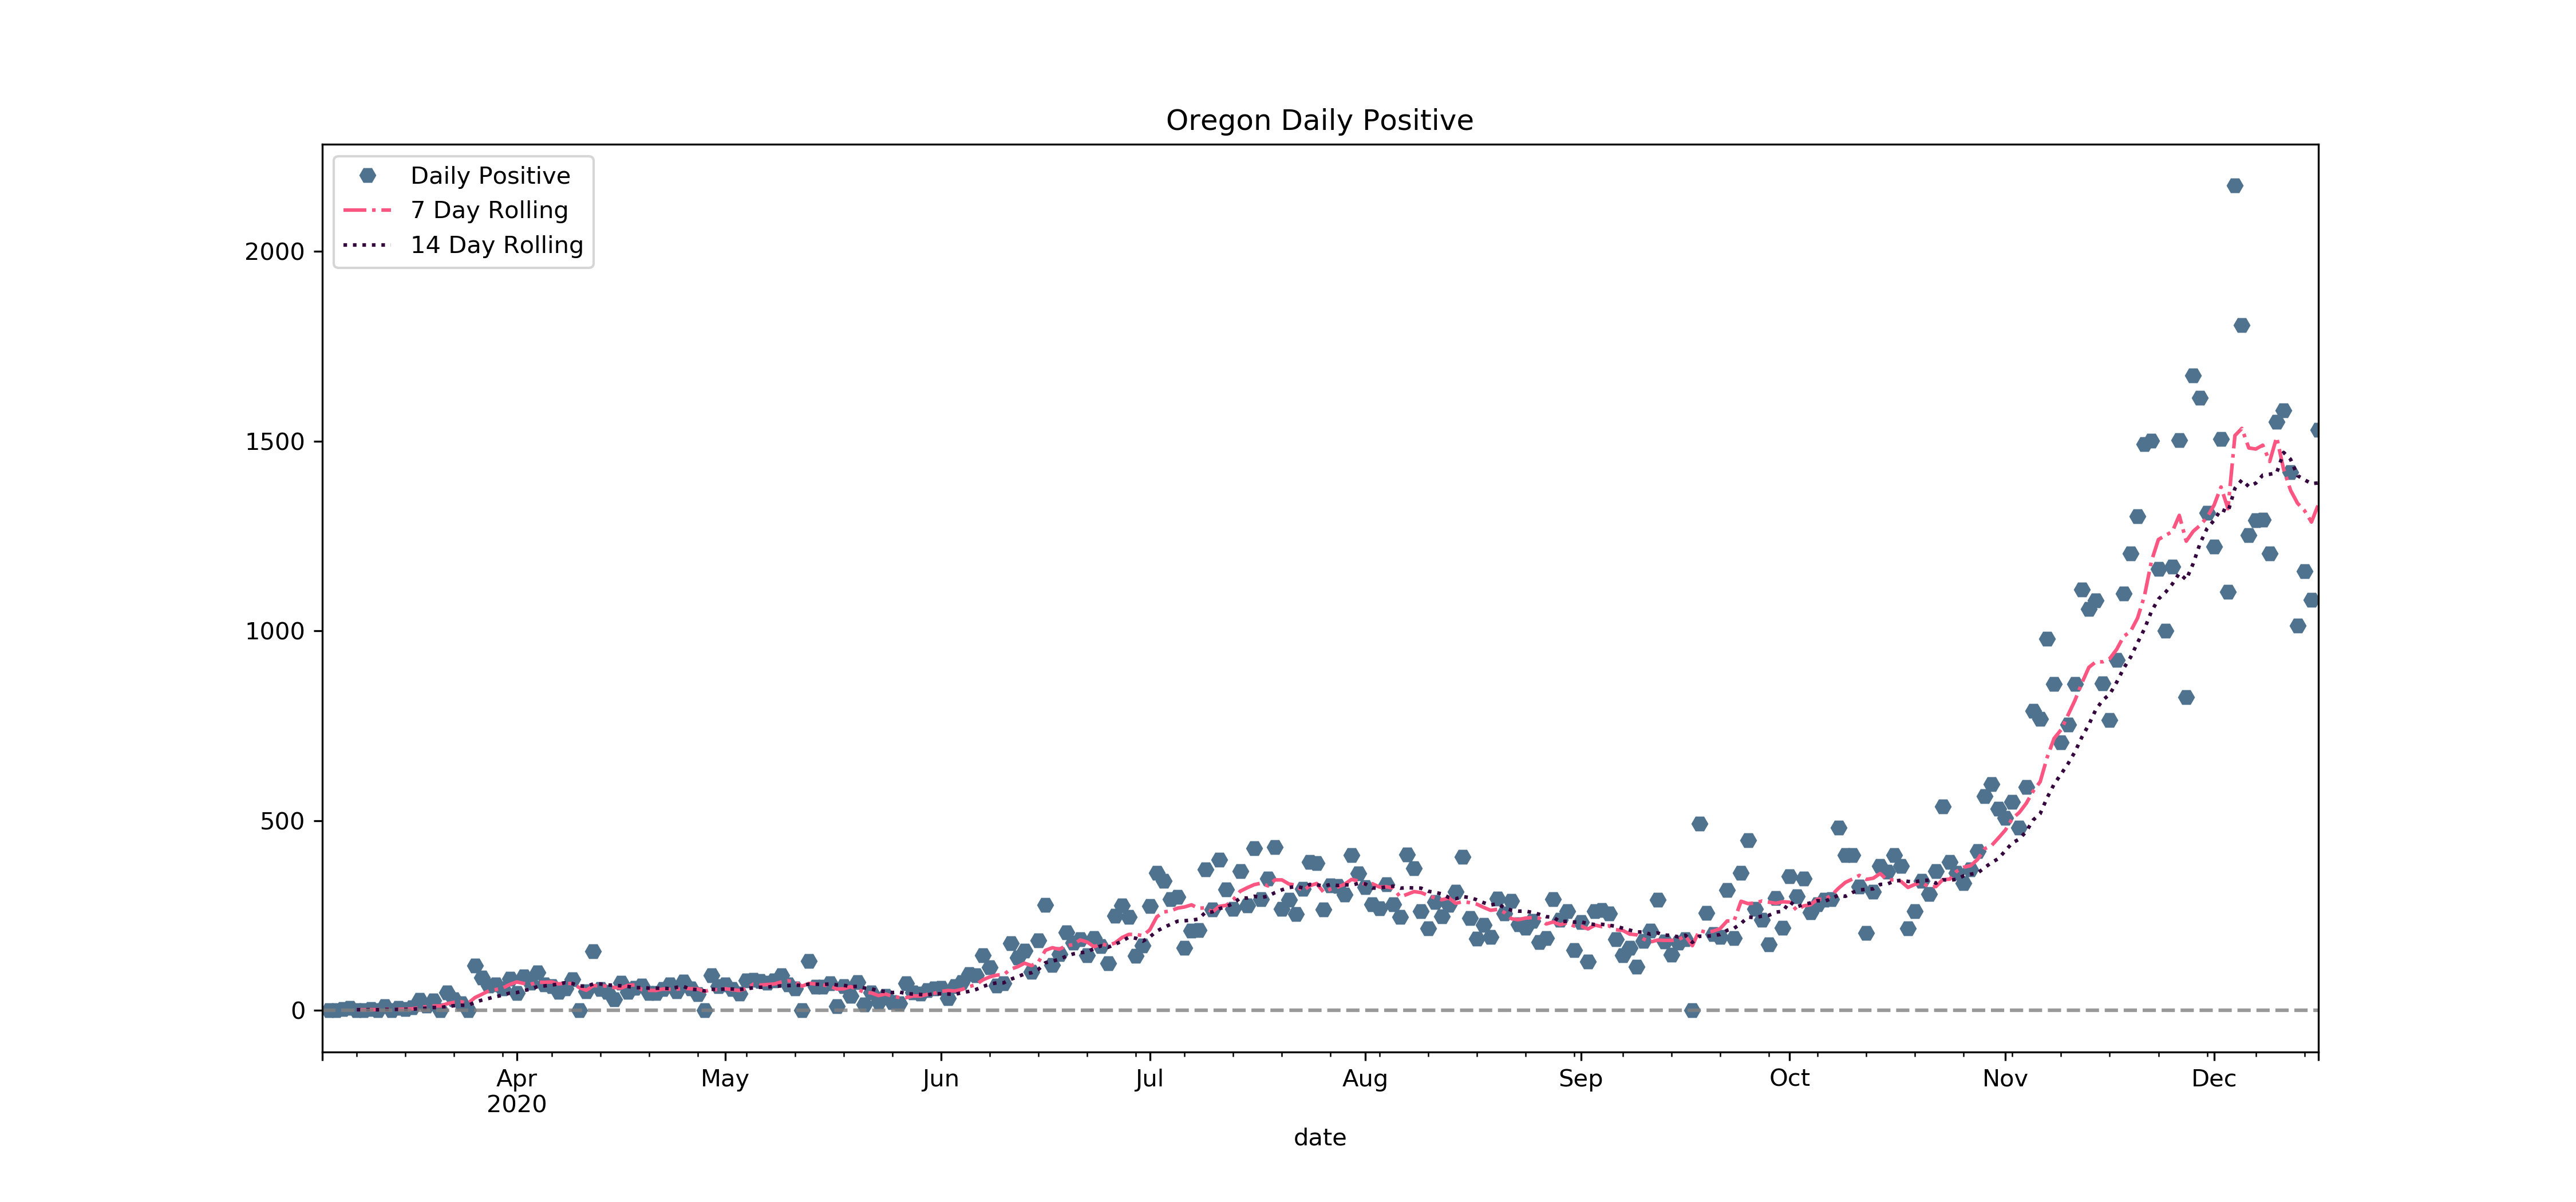 Oregon Daily Positive
Daily Positive
7 Day Rolling
14 Day Rolling
2000
1500
1000
500
0
Apr May Jun Jul Aug Sep Oct Nov Dec
2020
date